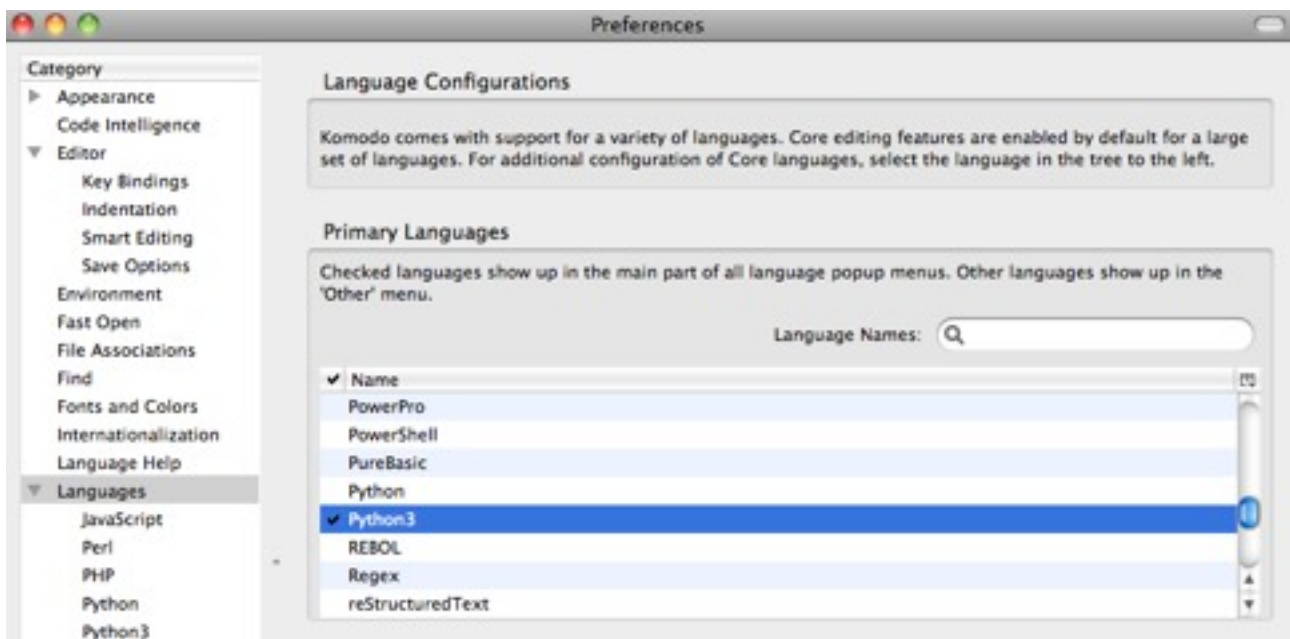 Preferences
Category
Appearance
Code Intelligence
Editor
Key Bindings
Indentation
Smart Editing
Save Options
Environment
Fast Open
File Associations
Find
Fonts and Colors
Internationalization
Language Help
Languages
JavaScript
Perl
PHP
Python
Python3
Language Configurations
Komodo comes with support for a variety of languages. Core editing features are enabled by default for a large
set of languages. For additional configuration of Core languages, select the language in the tree to the left.
Primary Languages
Checked languages show up in the main part of all language popup menus. Other languages show up in the
'Other' menu.
Language Names:
Name
PowerPro
PowerShell
PureBasic
Python
Python3
REBOL
Regex
reStructuredText